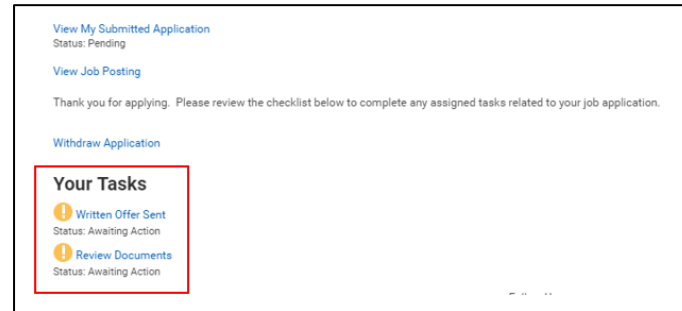 View My Submitted Application
Status: Pending
View Job Posting
Thank you for applying. Please review the checklist below to complete any assigned tasks related to your job application.
Withdraw Application
Your Tasks
Written Offer Sent
Status: Awaiting Action
Review Documents
Status: Awaiting Action